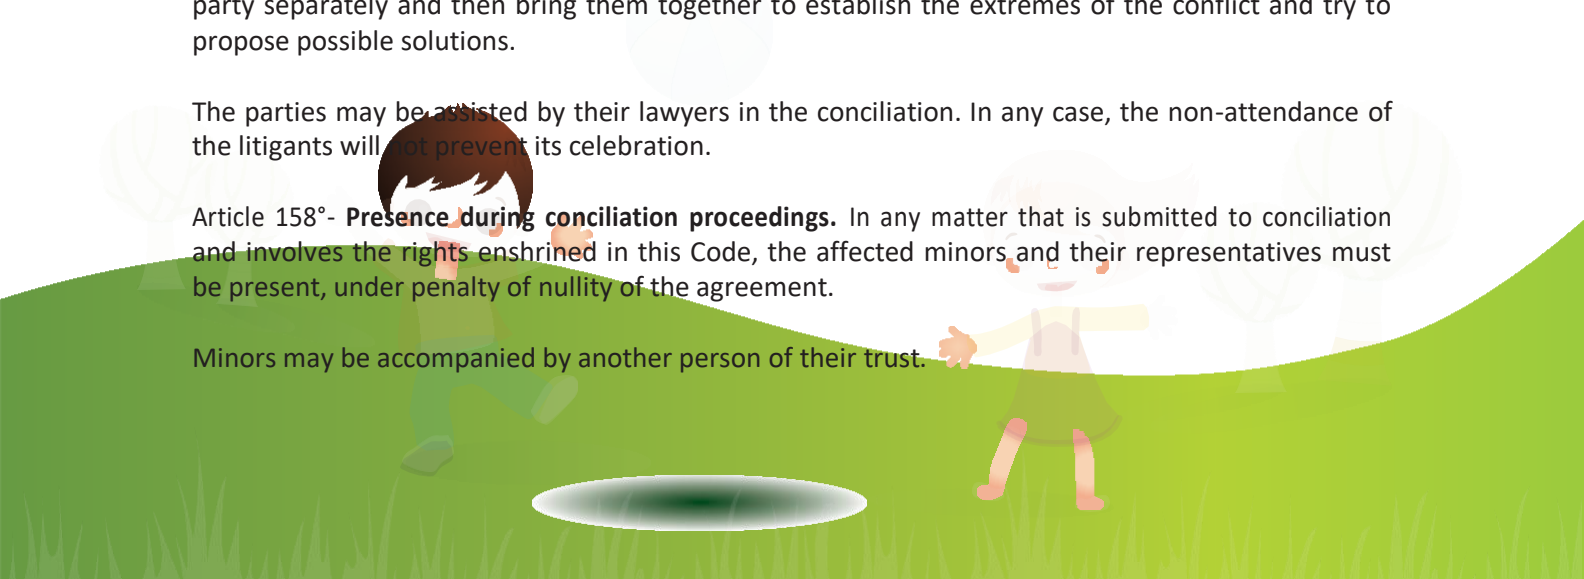 party separately and then bring them together to establish the extremes of the conflict and try to
propose possible solutions.
The parties may be assisted by their lawyers in the conciliation. In any case, the non-attendance of
the litigants will not prevent its celebration.
Article 158°- Presence during conciliation proceedings. In any matter that is submitted to conciliation
and involves the rights enshrined in this Code, the affected minors and their representatives must
be present, under penalty of nullity of the agreement.
Minors may be accompanied by another person of their trust.